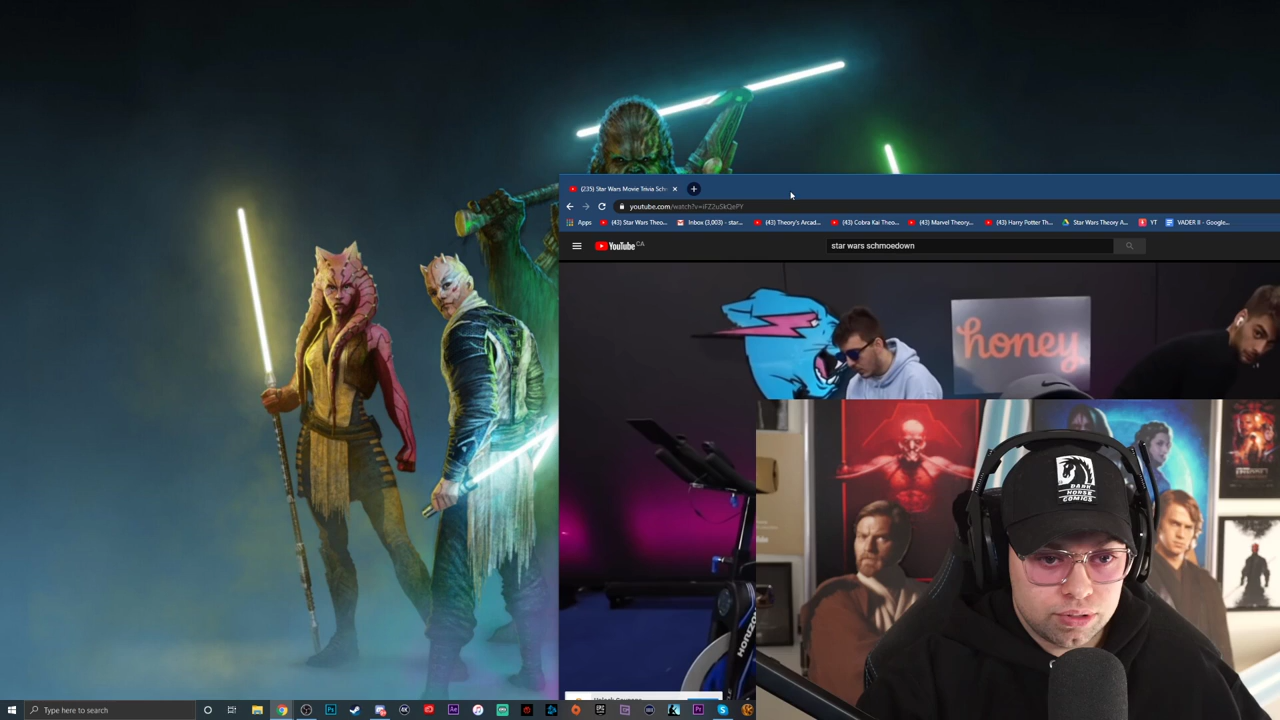 (235) Star Wars Movie Trivia Sch
youtube.com/watch?v=iFZ2uSkQePY
Apps (43) Star Wars Theo... Inbox (3,003) - star... (43) Theory's Arcad... (43) Cobra Kai Theo... (43) Marvel Theory... (43) Harry Potter Th... Star Wars Theory A... YT VADER II - Google...
YouTube CA
star wars schmoedown
honey
DARK
HORSE
COMICS
HORIZO
Type here to search